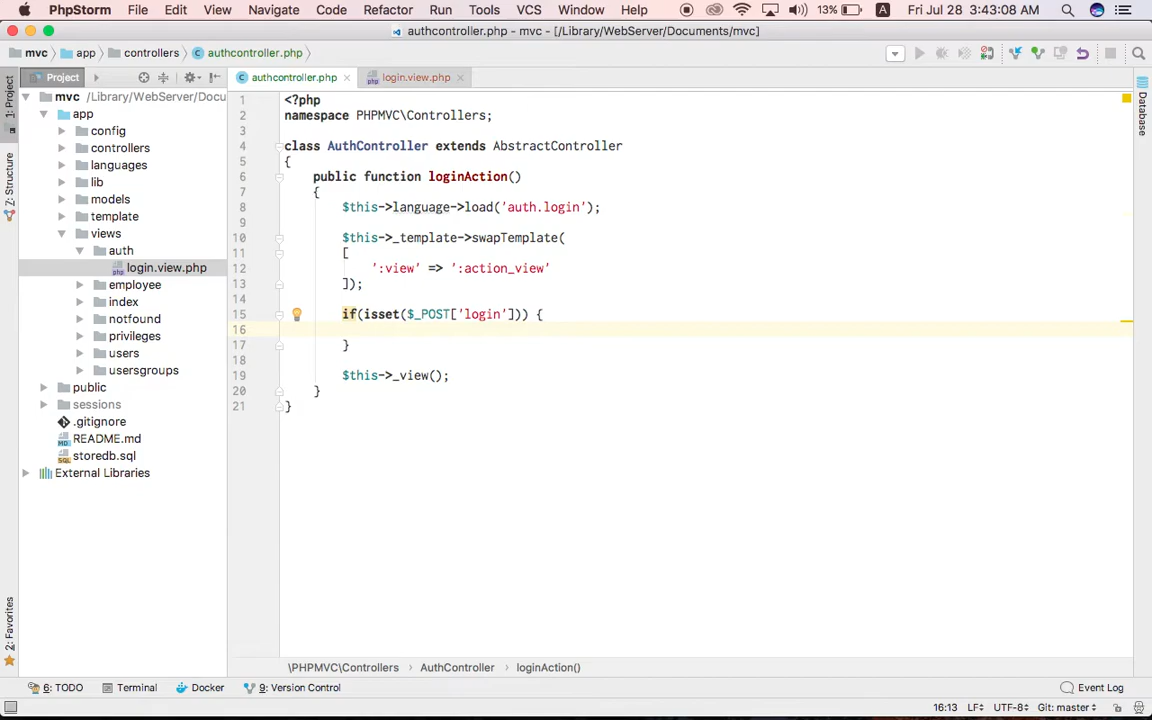 PhpStorm File Edit View Navigate Code Refactor Run Tools VCS Window Help 13% A Fri Jul 28 3:43:08 AM
authcontroller.php - mvc - [/Library/WebServer/Documents/mvc]
mvc app controllers authcontroller.php
Project authcontroller.php login.view.php
1: Project
Z: Structure
2: Favorites
mvc /Library/WebServer/Docu
app
config
controllers
languages
lib
models
template
views
auth
login.view.php
employee
index
notfound
privileges
users
usersgroups
public
sessions
.gitignore
README.md
storedb.sql
External Libraries
1 <?php
2 namespace PHPMVC\Controllers;
3
4 class AuthController extends AbstractController
5 {
6 public function loginAction()
7 {
8 $this->language->load('auth.login');
9
10 $this->_template->swapTemplate(
11 [
12 ':view' => ':action_view'
13 ]);
14
15 if(isset($_POST['login'])) {
16
17 }
18
19 $this->_view();
20 }
21 }
Database
\PHPMVC\Controllers AuthController loginAction()
6: TODO Terminal Docker 9: Version Control Event Log
16:13 LF UTF-8 Git: master